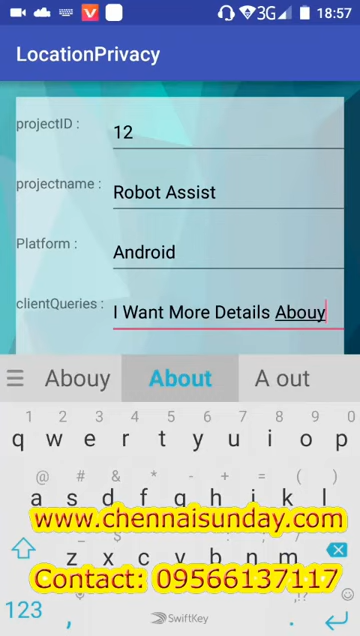 3G 18:57
LocationPrivacy
projectID : 12
projectname : Robot Assist
Platform : Android
clientQueries : I Want More Details Abouy
Abouy About A out
1 2 3 4 5 6 7 8 9 0
q w e r t y u i o p
@ # & * - + = ( )
a s d f g h j k l
www.chennaisunday.com
z x c v b n m
Contact: 09566137117
123 , SwiftKey .